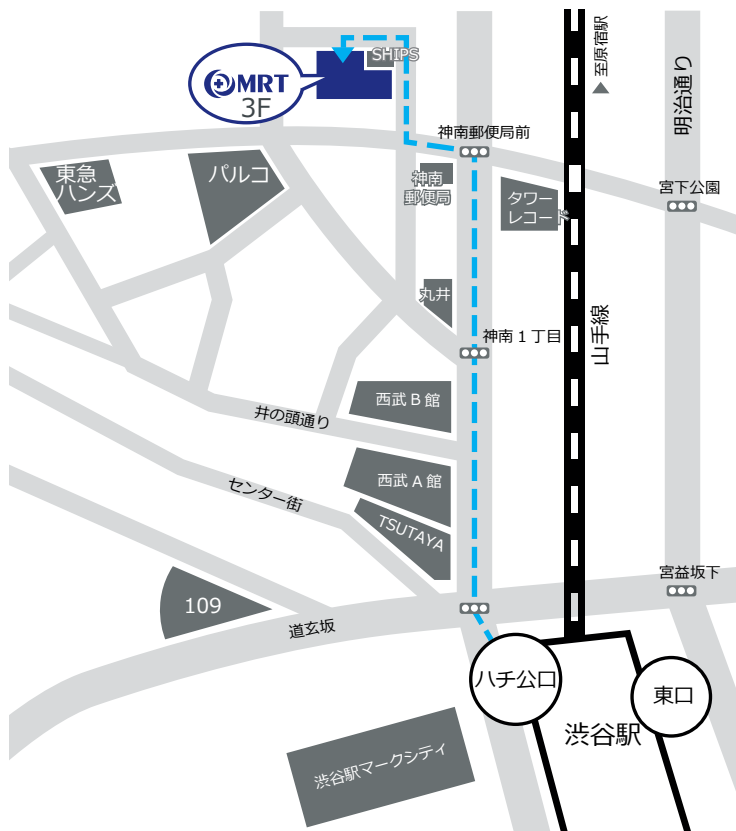 至原宿駅
SHIPS
MRT
3F
明治通り
神南郵便局前
東急
ハンズ
パルコ
神南
郵便局
タワー
レコード
宮下公園
丸井
神南1丁目
山手線
西武B館
井の頭通り
西武A館
センター街
TSUTAYA
宮益坂下
109
道玄坂
ハチ公口
東口
渋谷駅
渋谷駅マークシティ